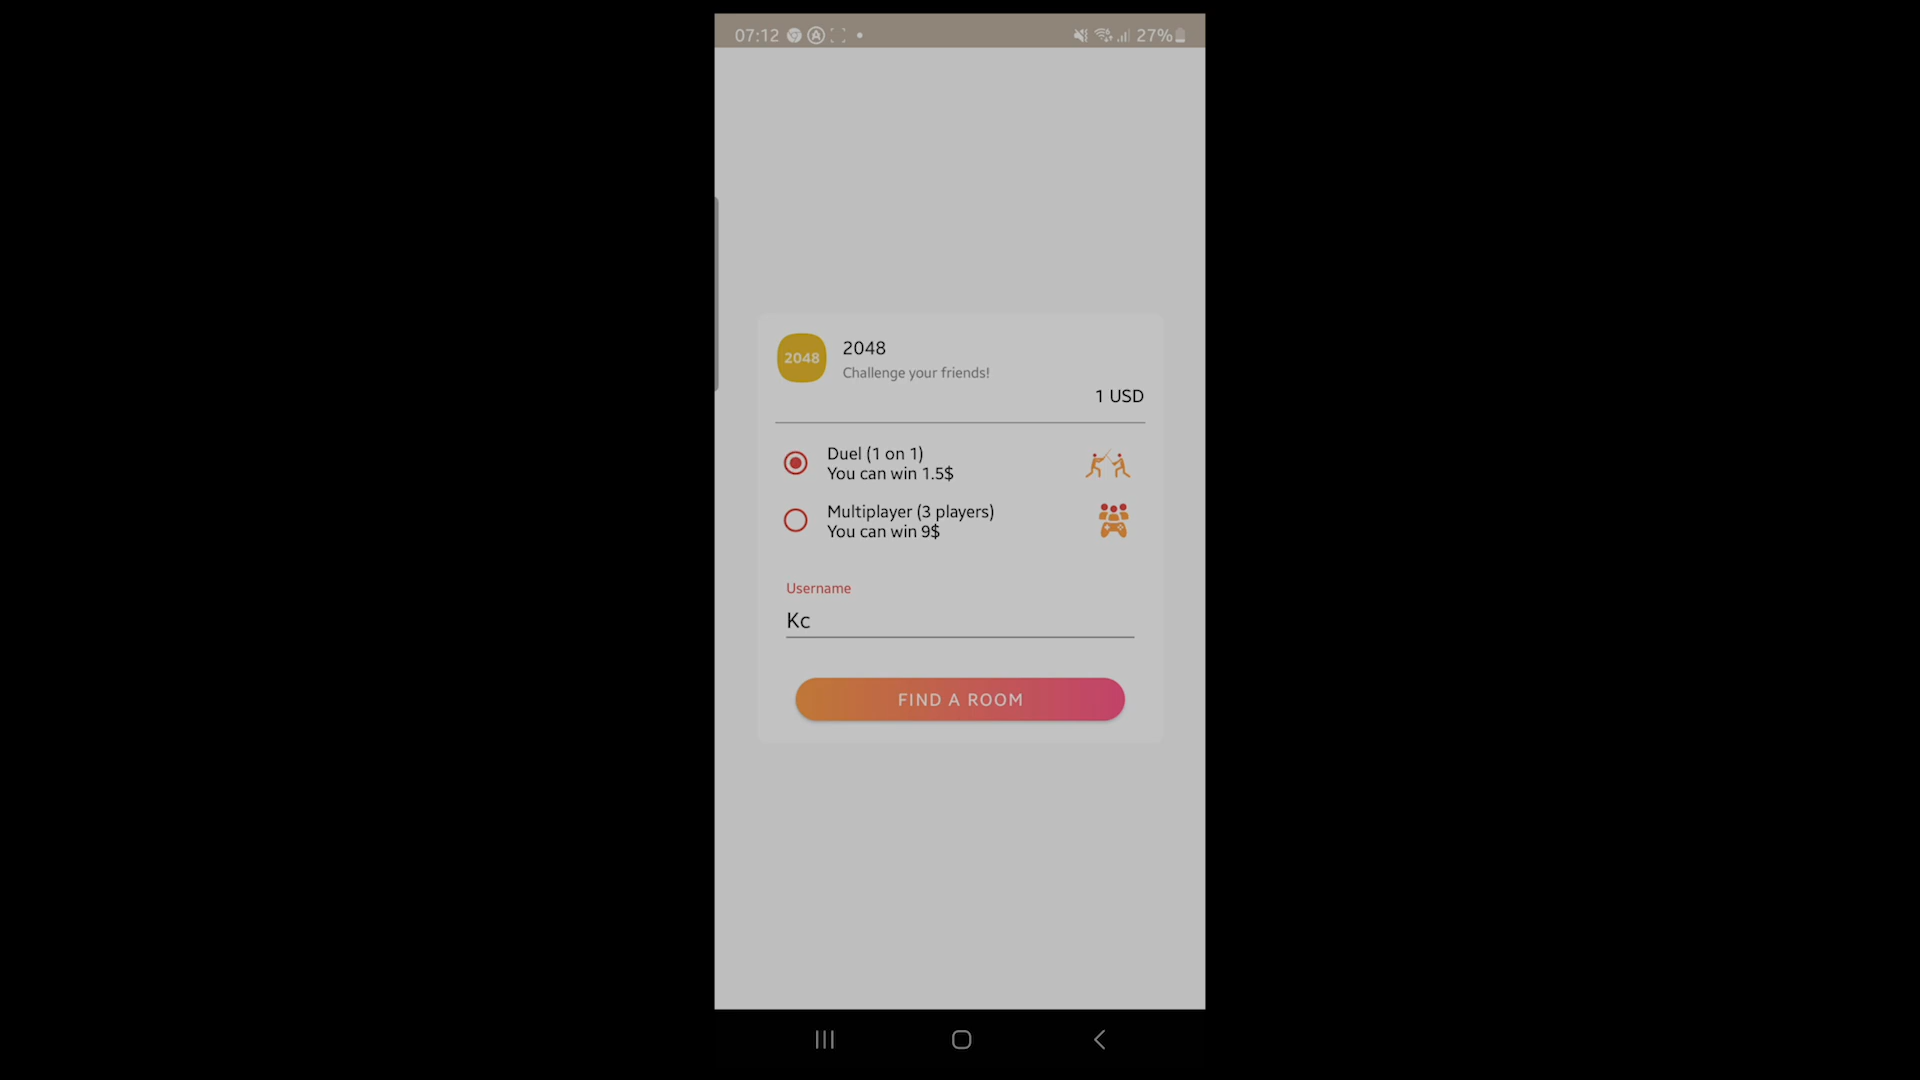 07:12
27%
2048
2048
Challenge your friends!
1 USD
Duel (1 on 1)
You can win 1.5$
Multiplayer (3 players)
You can win 9$
Username
Kc
FIND A ROOM